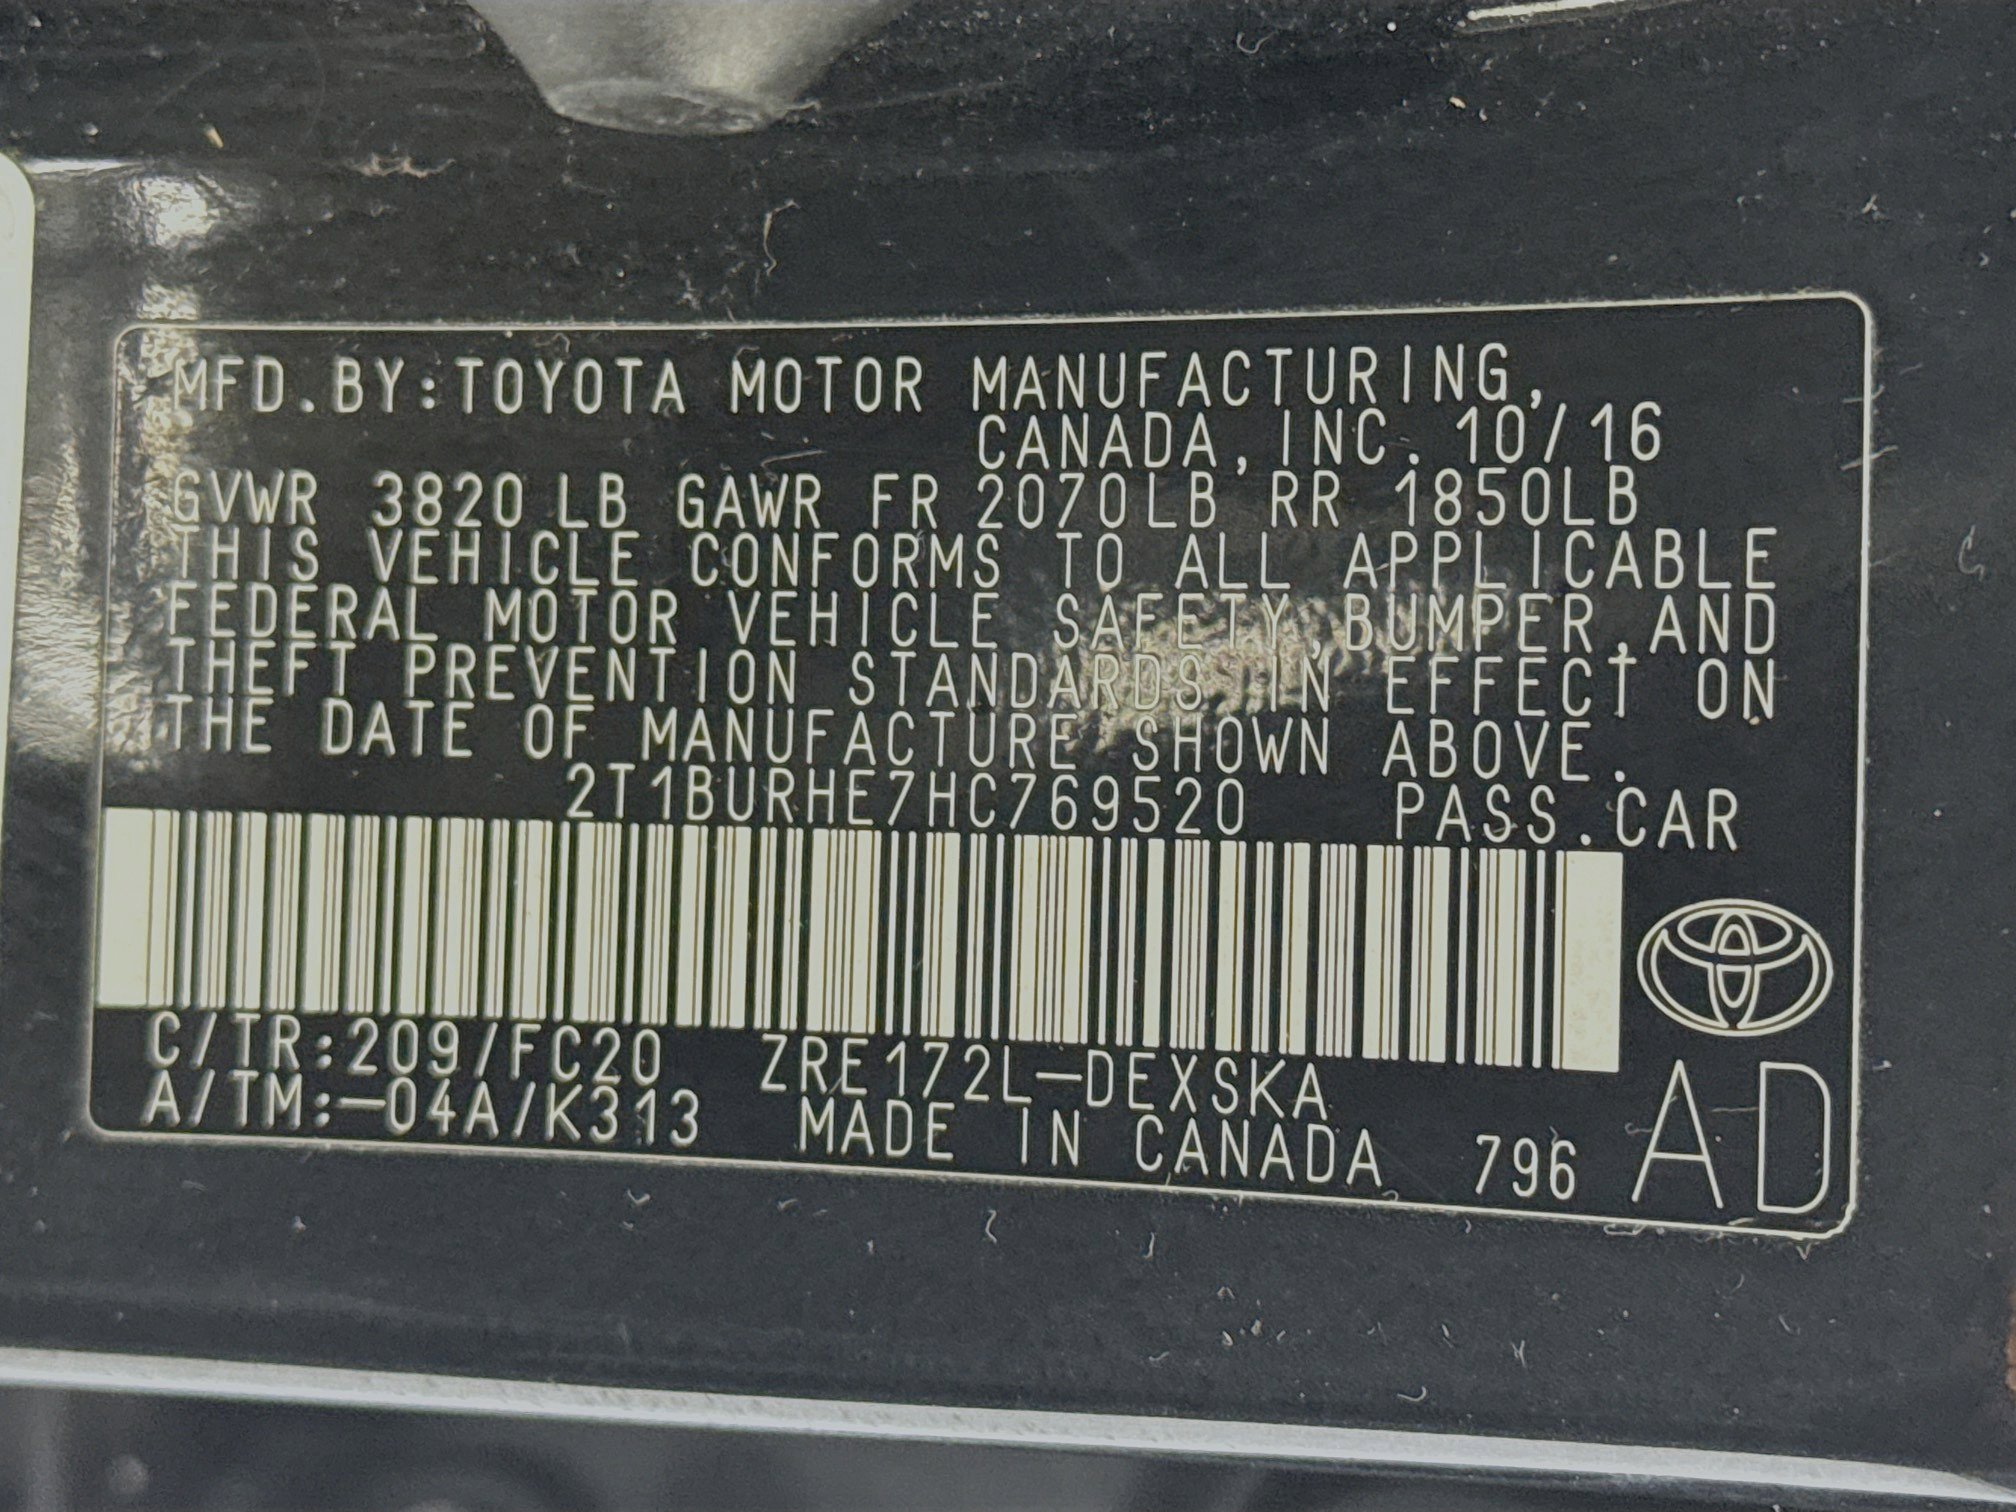 MFD.BY:TOYOTA MOTOR MANUFACTURING,
CANADA,INC. 10/16
GVWR 3820 LB GAWR FR 2070LB RR 1850LB
THIS VEHICLE CONFORMS TO ALL APPLICABLE
FEDERAL MOTOR VEHICLE SAFETY,BUMPER,AND
THEFT PREVENTION STANDARDS IN EFFECT ON
THE DATE OF MANUFACTURE SHOWN ABOVE.
2T1BURHE7HC769520 PASS.CAR
C/TR:209/FC20 ZRE172L-DEXSKA
A/TM:-04A/K313 MADE IN CANADA 796
AD